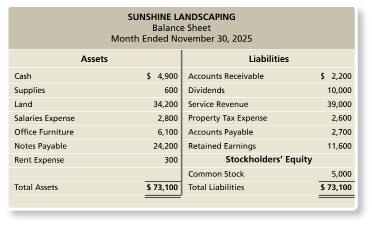 SUNSHINE LANDSCAPING
Balance Sheet
Month Ended November 30, 2025
Assets Liabilities
Cash $ 4,900 Accounts Receivable $ 2,200
Supplies 600 Dividends 10,000
Land 34,200 Service Revenue 39,000
Salaries Expense 2,800 Property Tax Expense 2,600
Office Furniture 6,100 Accounts Payable 2,700
Notes Payable 24,200 Retained Earnings 11,600
Rent Expense 300 Stockholders’ Equity
Common Stock 5,000
Total Assets $ 73,100 Total Liabilities $ 73,100